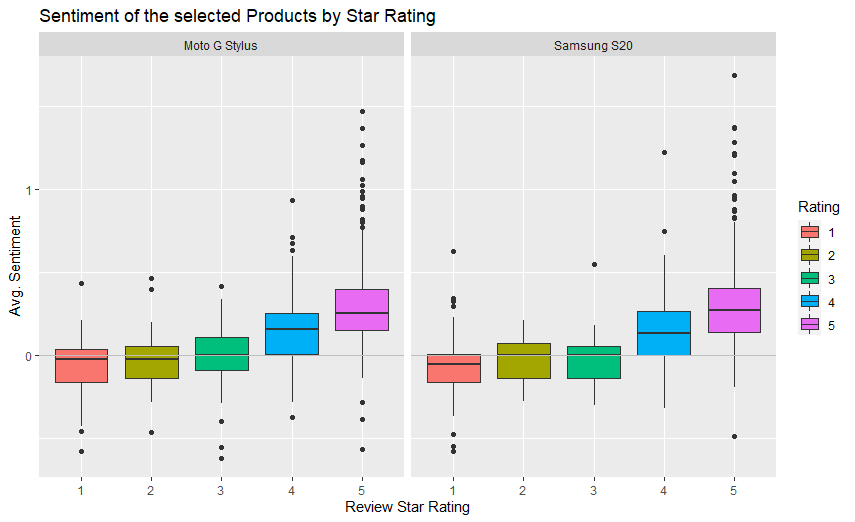 Sentiment of the selected Products by Star Rating
Moto G Stylus
Samsung S20
Avg. Sentiment
1
0
1 2 3 4 5
1 2 3 4 5
Review Star Rating
Rating
1
2
3
4
5